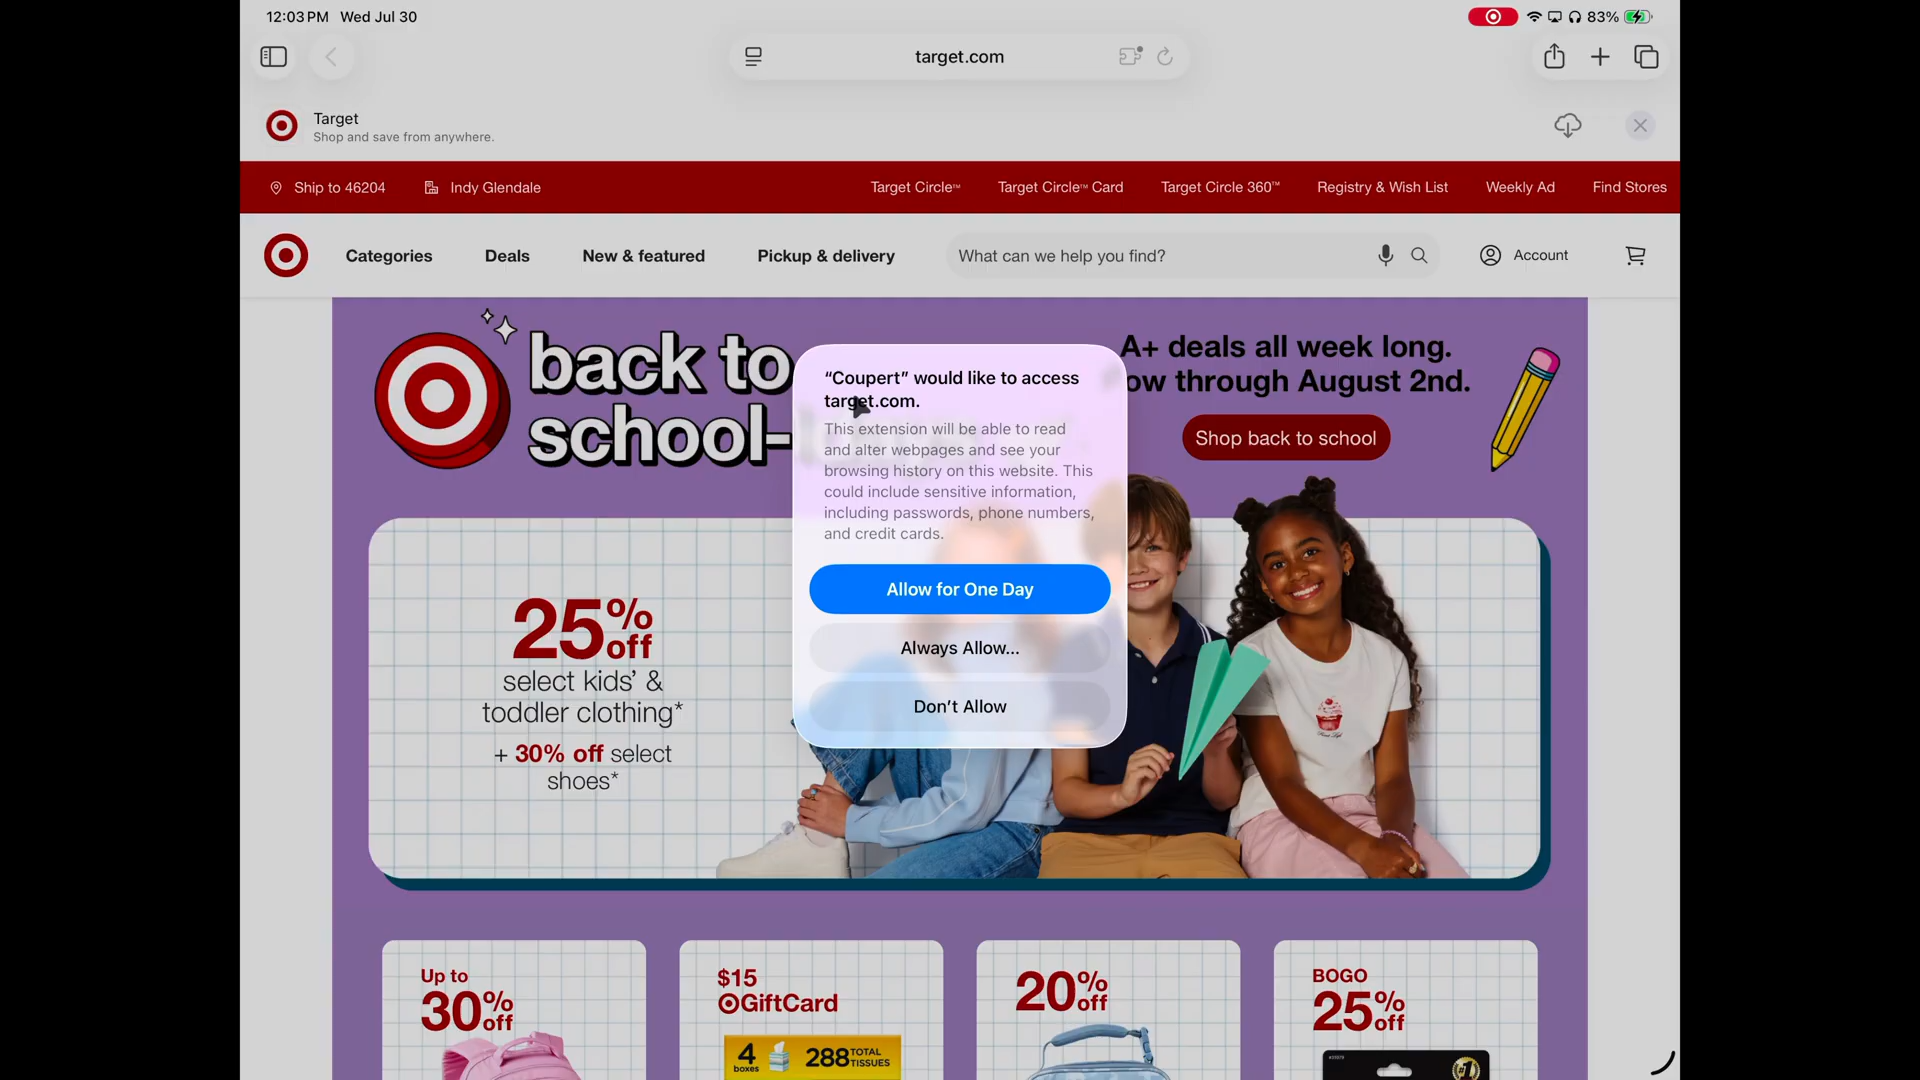 12:03 PM Wed Jul 30
83%
target.com
Target
Shop and save from anywhere.
Ship to 46204
Indy Glendale
Target Circle™
Target Circle™ Card
Target Circle 360™
Registry & Wish List
Weekly Ad
Find Stores
Categories
Deals
New & featured
Pickup & delivery
What can we help you find?
Account
back to
school-
A+ deals all week long.
ow through August 2nd.
Shop back to school
“Coupert” would like to access
target.com.
This extension will be able to read
and alter webpages and see your
browsing history on this website. This
could include sensitive information,
including passwords, phone numbers,
and credit cards.
Allow for One Day
Always Allow...
Don’t Allow
25% off
select kids’ &
toddler clothing*
+ 30% off select
shoes*
Up to
30% off
$15
GiftCard
4
boxes
288 TOTAL
TISSUES
20% off
BOGO
25% off
#1